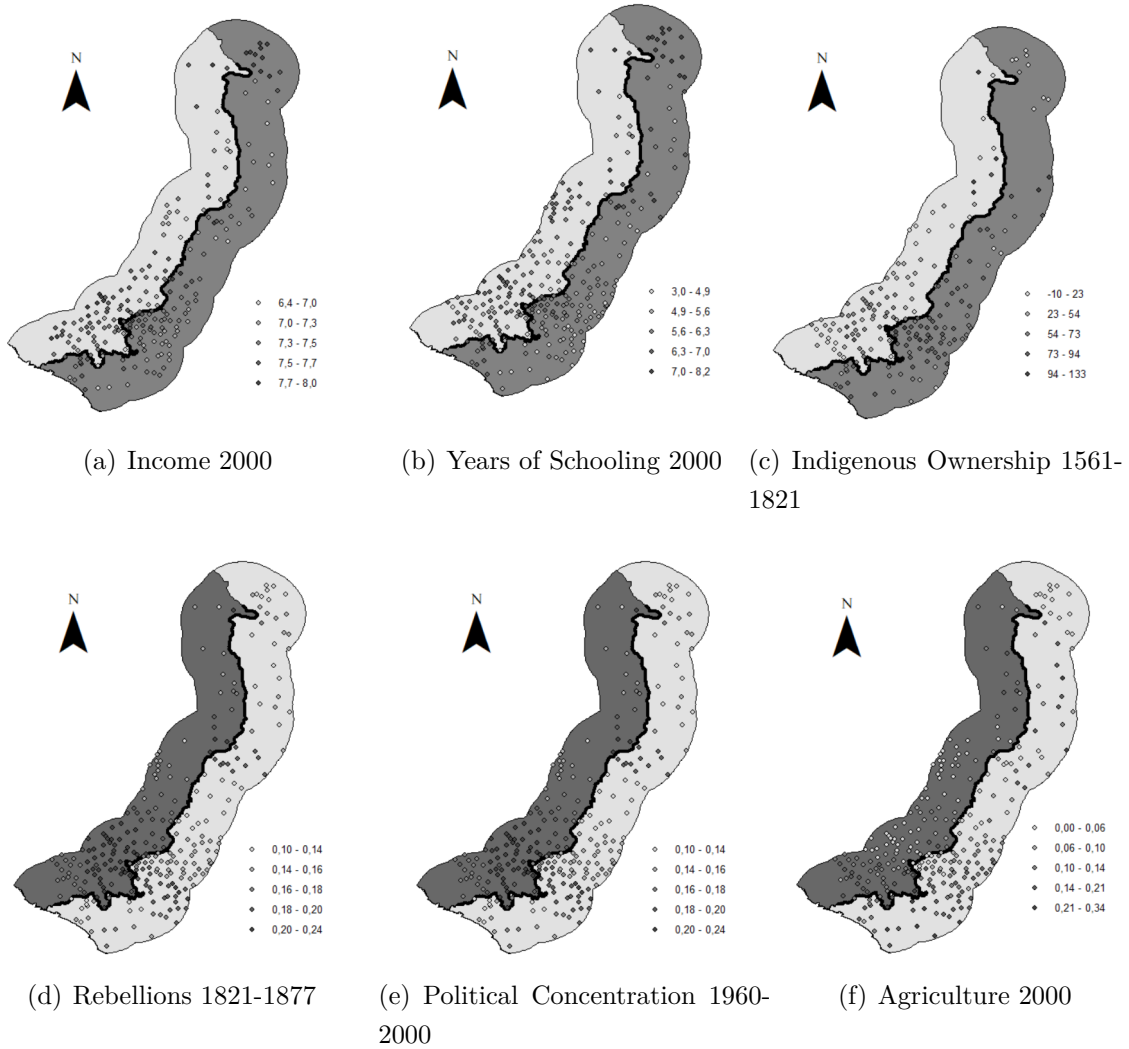 N
N
N
6,4 - 7,0
7,0 - 7,3
7,3 - 7,5
7,5 - 7,7
7,7 - 8,0
3,0 - 4,9
4,9 - 5,6
5,6 - 6,3
6,3 - 7,0
7,0 - 8,2
-10 - 23
23 - 54
54 - 73
73 - 94
94 - 133
(a) Income 2000
(b) Years of Schooling 2000
(c) Indigenous Ownership 1561-
1821
N
N
N
0,10 - 0,14
0,14 - 0,16
0,16 - 0,18
0,18 - 0,20
0,20 - 0,24
0,10 - 0,14
0,14 - 0,16
0,16 - 0,18
0,18 - 0,20
0,20 - 0,24
0,00 - 0,06
0,06 - 0,10
0,10 - 0,14
0,14 - 0,21
0,21 - 0,34
(d) Rebellions 1821-1877
(e) Political Concentration 1960-
2000
(f) Agriculture 2000